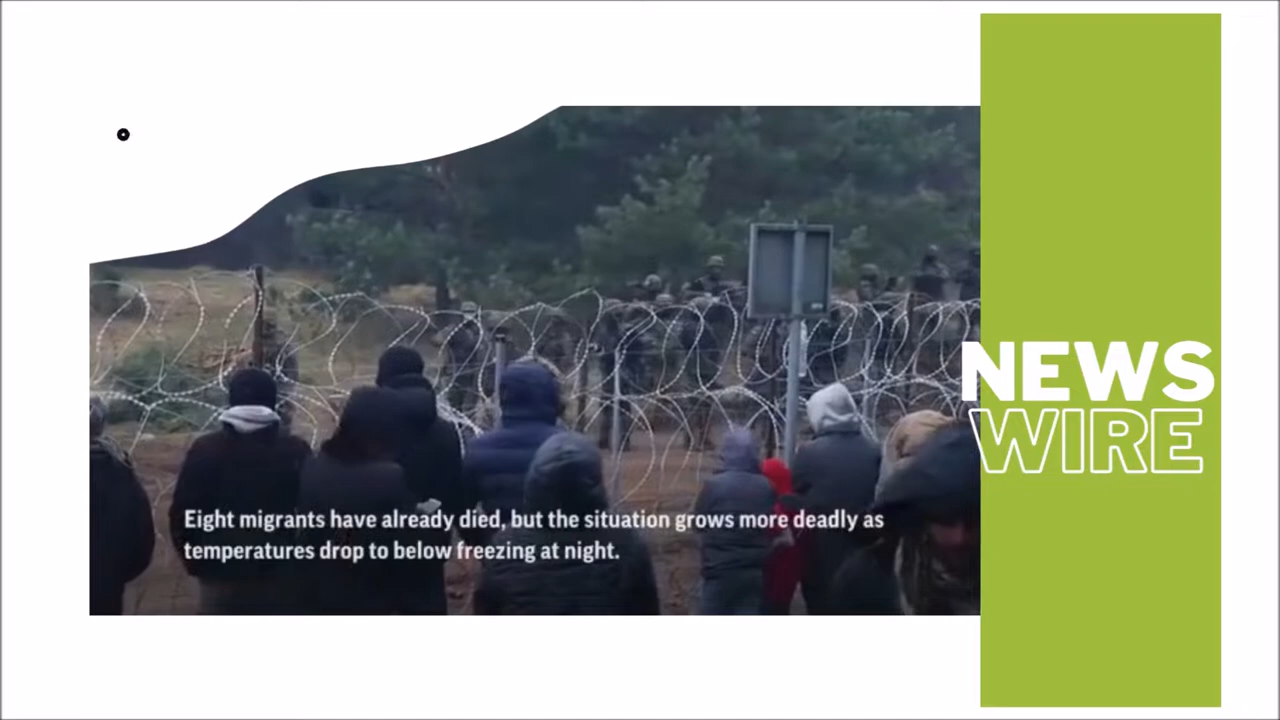 NEWS
WIRE
Eight migrants have already died, but the situation grows more deadly as
temperatures drop to below freezing at night.